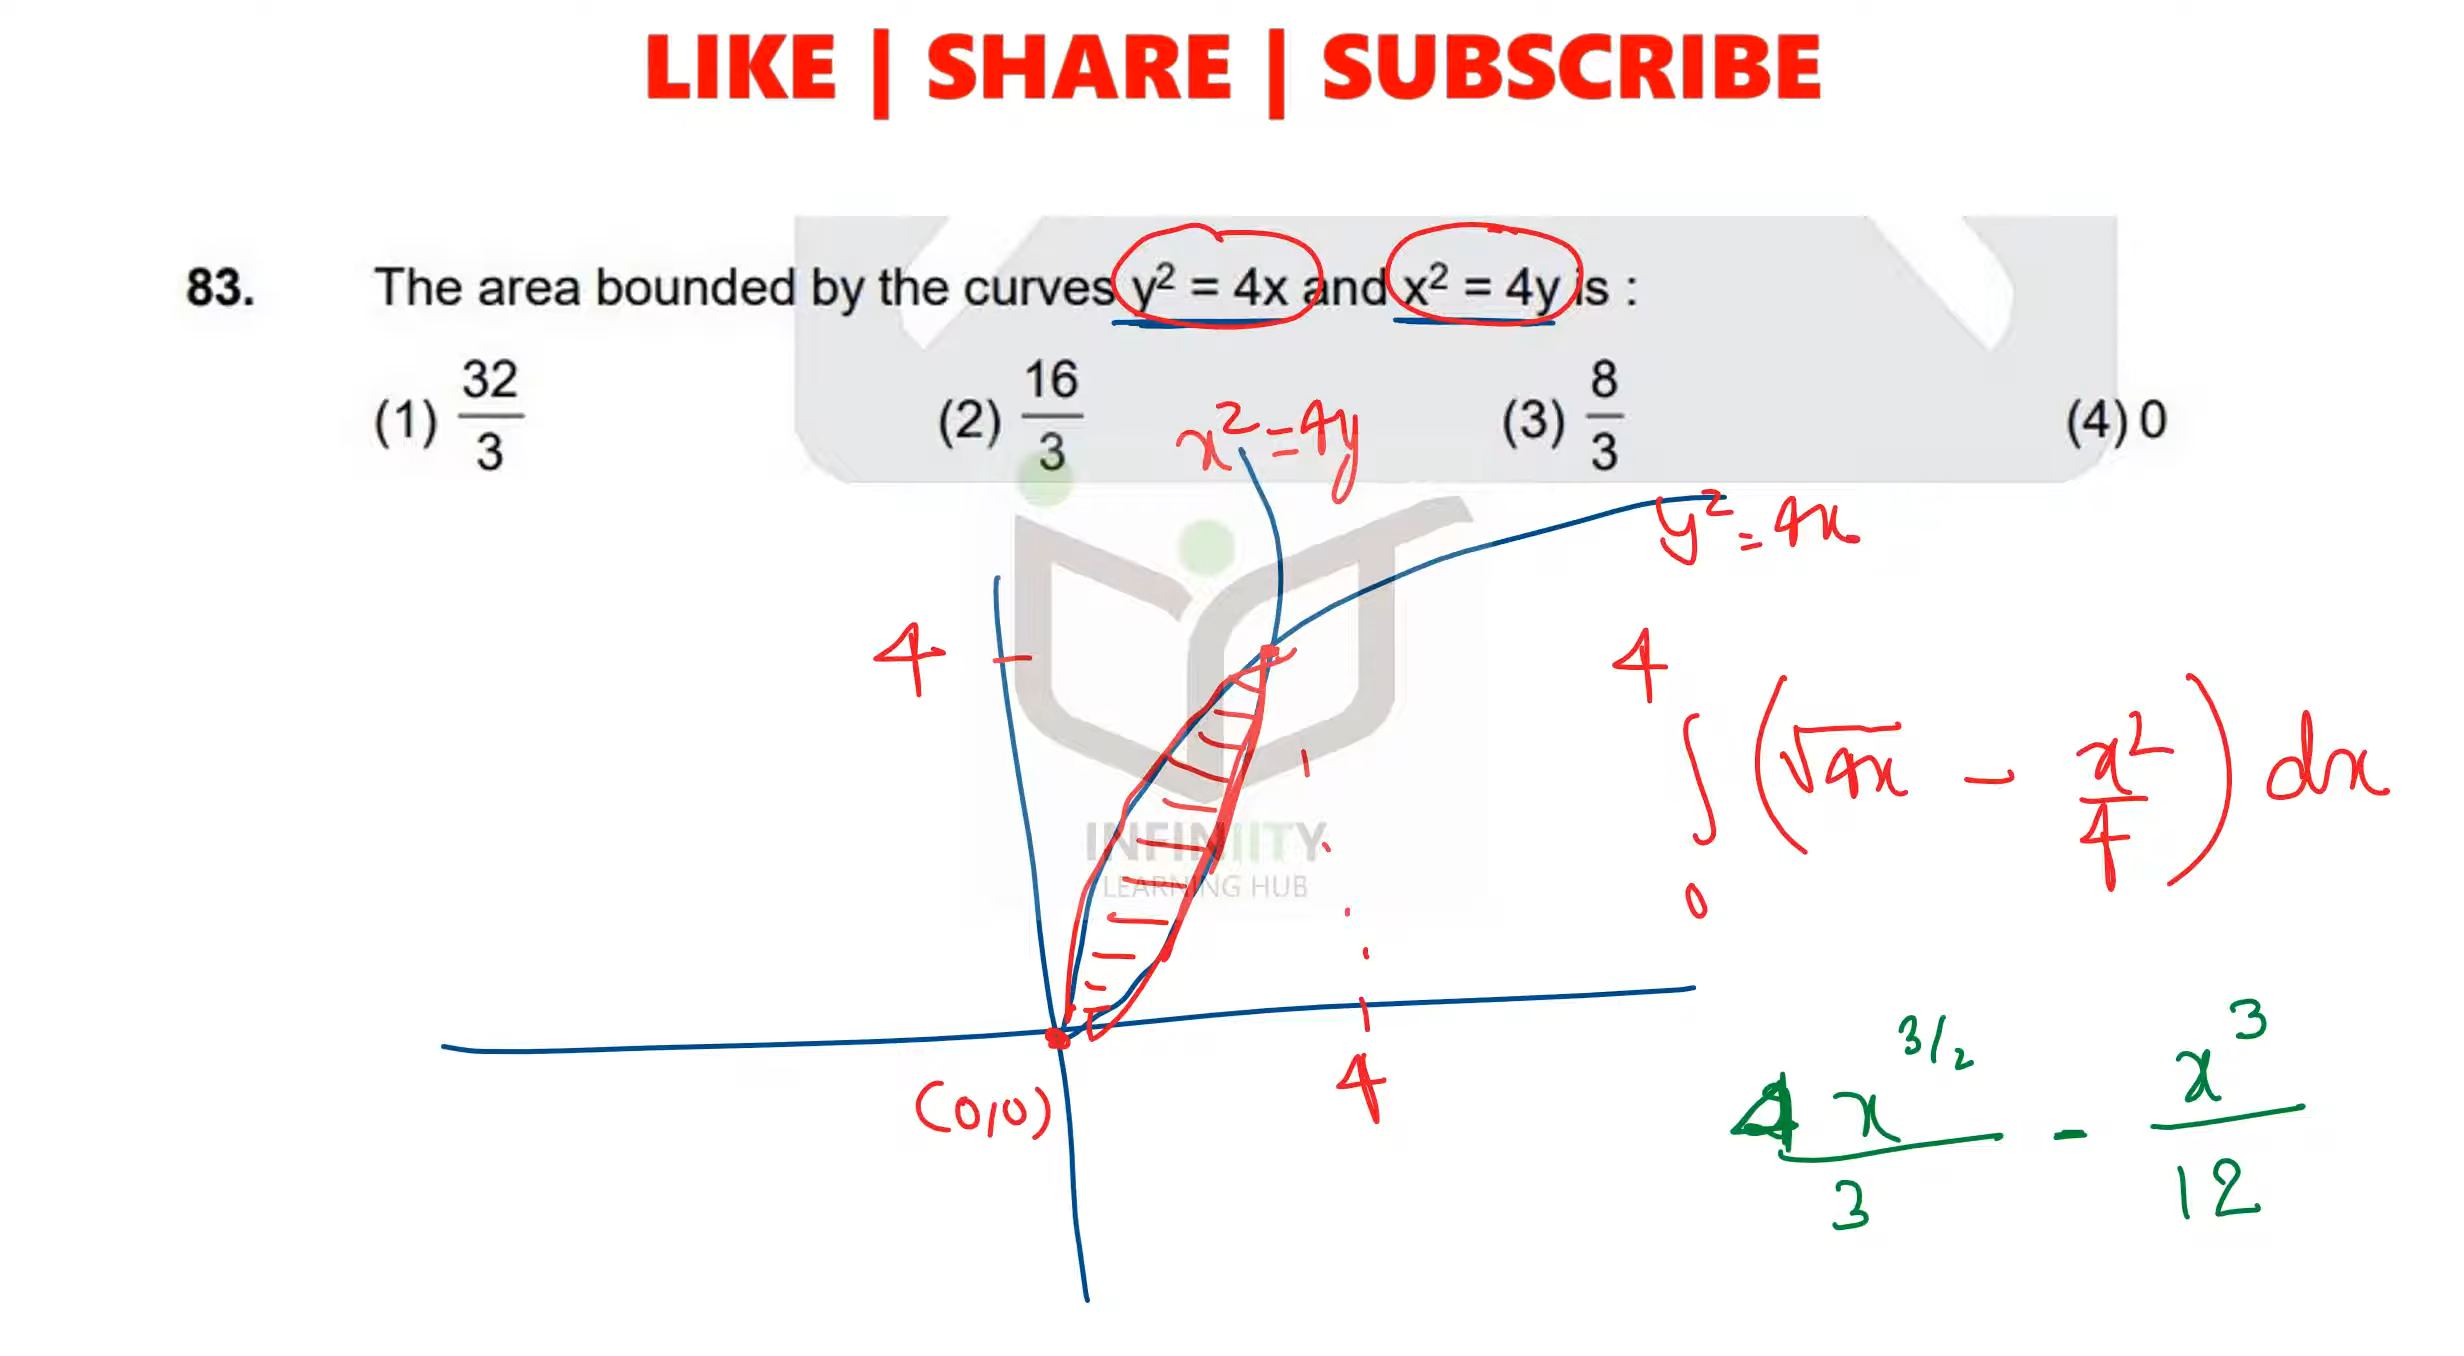 LIKE | SHARE | SUBSCRIBE
83. The area bounded by the curves y² = 4x and x² = 4y is :
(1) 32/3 (2) 16/3 (3) 8/3 (4) 0
x² = 4y
y² = 4x
4
4
∫ (√4x − x²/4) dx
0
INFINIITY
LEARNING HUB
(0,0)
4
4 x^3/2 / 3 - x³/12